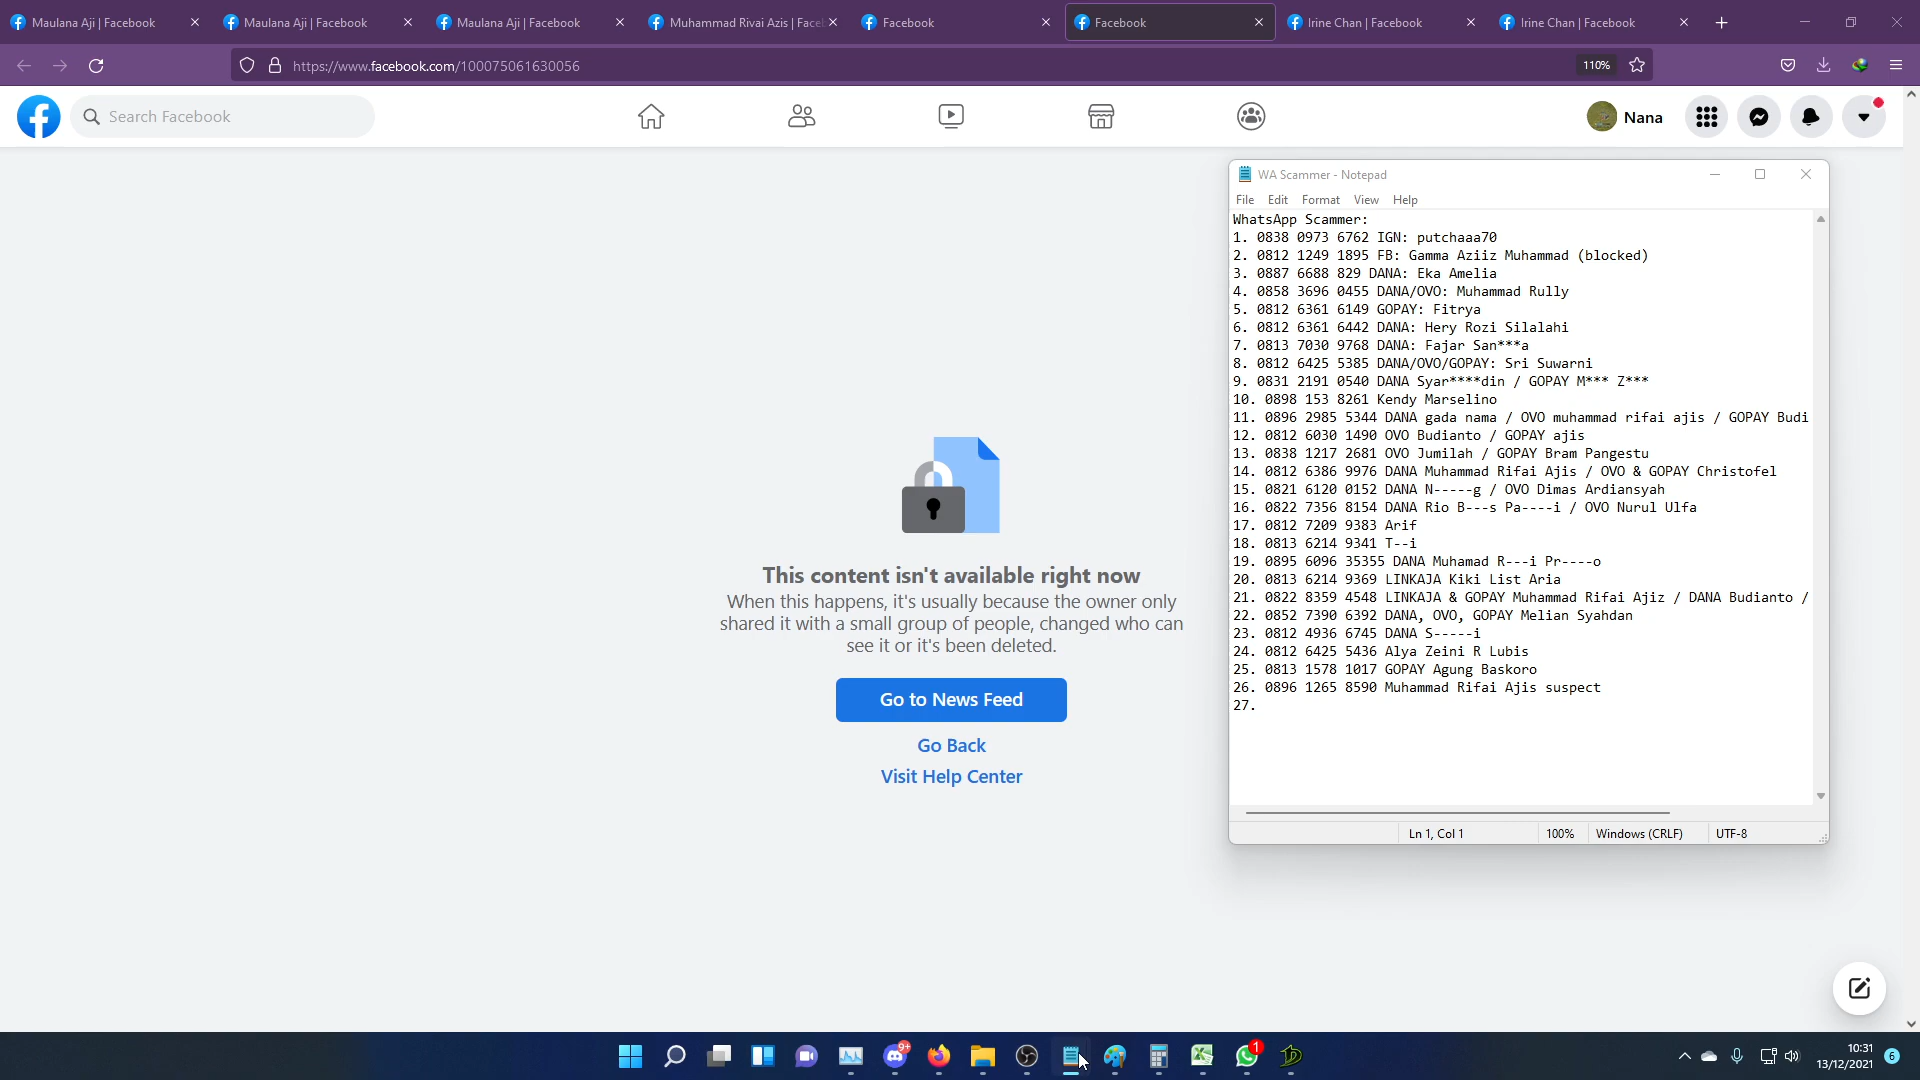 Maulana Aji | Facebook
Maulana Aji | Facebook
Maulana Aji | Facebook
Muhammad Rivai Azis | Face
Facebook
Facebook
Irine Chan | Facebook
Irine Chan | Facebook
https://www.facebook.com/100075061630056
110%
Search Facebook
Nana
WA Scammer - Notepad
File Edit Format View Help
WhatsApp Scammer:
1. 0838 0973 6762 IGN: putchaaa70
2. 0812 1249 1895 FB: Gamma Aziiz Muhammad (blocked)
3. 0887 6688 829 DANA: Eka Amelia
4. 0858 3696 0455 DANA/OVO: Muhammad Rully
5. 0812 6361 6149 GOPAY: Fitrya
6. 0812 6361 6442 DANA: Hery Rozi Silalahi
7. 0813 7030 9768 DANA: Fajar San***a
8. 0812 6425 5385 DANA/OVO/GOPAY: Sri Suwarni
9. 0831 2191 0540 DANA Syar****din / GOPAY M*** Z***
10. 0898 153 8261 Kendy Marselino
11. 0896 2985 5344 DANA gada nama / OVO muhammad rifai ajis / GOPAY Budi
12. 0812 6030 1490 OVO Budianto / GOPAY ajis
13. 0838 1217 2681 OVO Jumilah / GOPAY Bram Pangestu
14. 0812 6386 9976 DANA Muhammad Rifai Ajis / OVO & GOPAY Christofel
15. 0821 6120 0152 DANA N-----g / OVO Dimas Ardiansyah
16. 0822 7356 8154 DANA Rio B---s Pa----i / OVO Nurul Ulfa
17. 0812 7209 9383 Arif
18. 0813 6214 9341 T--i
19. 0895 6096 35355 DANA Muhamad R---i Pr----o
20. 0813 6214 9369 LINKAJA Kiki List Aria
21. 0822 8359 4548 LINKAJA & GOPAY Muhammad Rifai Ajiz / DANA Budianto /
22. 0852 7390 6392 DANA, OVO, GOPAY Melian Syahdan
23. 0812 4936 6745 DANA S-----i
24. 0812 6425 5436 Alya Zeini R Lubis
25. 0813 1578 1017 GOPAY Agung Baskoro
26. 0896 1265 8590 Muhammad Rifai Ajis suspect
27.
Ln 1, Col 1
100%
Windows (CRLF)
UTF-8
This content isn't available right now
When this happens, it's usually because the owner only
shared it with a small group of people, changed who can
see it or it's been deleted.
Go to News Feed
Go Back
Visit Help Center
9+
1
10:31
13/12/2021
6